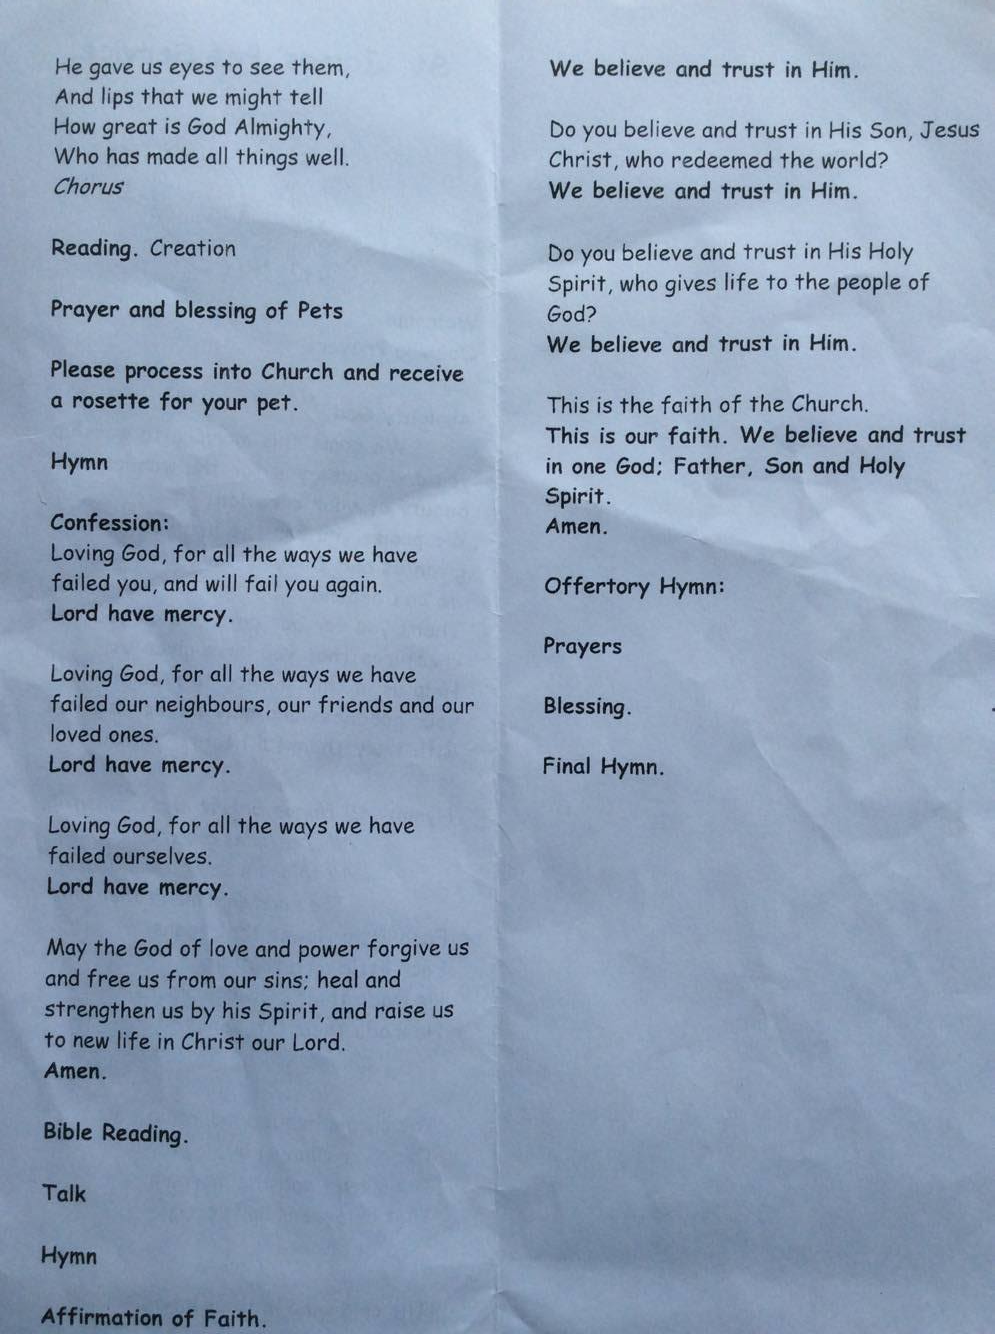 He gave us eyes to see them,
And lips that we might tell
How great is God Almighty,
Who has made all things well.
Chorus
Reading. Creation
Prayer and blessing of Pets
Please process into Church and receive
a rosette for your pet.
Hymn
Confession:
Loving God, for all the ways we have
failed you, and will fail you again.
Lord have mercy.
Loving God, for all the ways we have
failed our neighbours, our friends and our
loved ones.
Lord have mercy.
Loving God, for all the ways we have
failed ourselves.
Lord have mercy.
May the God of love and power forgive us
and free us from our sins; heal and
strengthen us by his Spirit, and raise us
to new life in Christ our Lord.
Amen.
Bible Reading.
Talk
Hymn
Affirmation of Faith.
We believe and trust in Him.
Do you believe and trust in His Son, Jesus
Christ, who redeemed the world?
We believe and trust in Him.
Do you believe and trust in His Holy
Spirit, who gives life to the people of
God?
We believe and trust in Him.
This is the faith of the Church.
This is our faith. We believe and trust
in one God; Father, Son and Holy
Spirit.
Amen.
Offertory Hymn:
Prayers
Blessing.
Final Hymn.